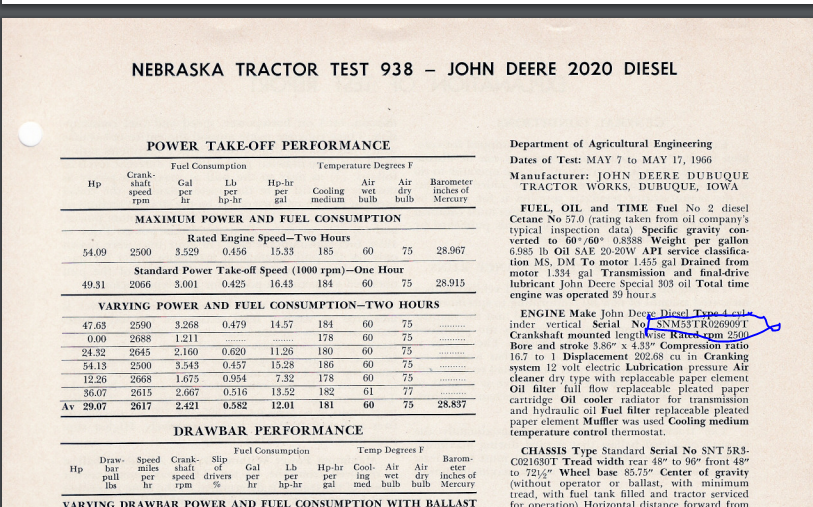 NEBRASKA TRACTOR TEST 938 – JOHN DEERE 2020 DIESEL
POWER TAKE-OFF PERFORMANCE
Hp Crank-shaft speed rpm Fuel Consumption Gal per hr Lb per hp-hr Hp-hr per gal Temperature Degrees F Cooling medium Air wet bulb Air dry bulb Barometer inches of Mercury
MAXIMUM POWER AND FUEL CONSUMPTION
Rated Engine Speed—Two Hours
54.09 2500 3.529 0.456 15.33 185 60 75 28.967
Standard Power Take-off Speed (1000 rpm)—One Hour
49.31 2066 3.001 0.425 16.43 184 60 75 28.915
VARYING POWER AND FUEL CONSUMPTION—TWO HOURS
47.63 2590 3.268 0.479 14.57 184 60 75 ..........
0.00 2688 1.211 ........ ........ 178 60 75 ..........
24.32 2645 2.160 0.620 11.26 180 60 75 ..........
54.13 2500 3.543 0.457 15.28 186 60 75 ..........
12.26 2668 1.675 0.954 7.32 178 60 75 ..........
36.07 2615 2.667 0.516 13.52 182 61 77 ..........
Av 29.07 2617 2.421 0.582 12.01 181 60 75 28.837
DRAWBAR PERFORMANCE
Hp Draw-bar pull lbs Speed miles per hr Crank-shaft speed rpm Slip of drivers % Fuel Consumption Gal per hr Lb per hp-hr Hp-hr per gal Temp Degrees F Cool-ing med Air wet bulb Air dry bulb Barom-eter inches of Mercury
VARYING DRAWBAR POWER AND FUEL CONSUMPTION WITH BALLAST
Department of Agricultural Engineering
Dates of Test: MAY 7 to MAY 17, 1966
Manufacturer: JOHN DEERE DUBUQUE
TRACTOR WORKS, DUBUQUE, IOWA
FUEL, OIL and TIME Fuel No 2 diesel
Cetane No 57.0 (rating taken from oil company's
typical inspection data) Specific gravity con-
verted to 60°/60° 0.8388 Weight per gallon
6.985 lb Oil SAE 20-20W API service classifica-
tion MS, DM To motor 1.455 gal Drained from
motor 1.334 gal Transmission and final-drive
lubricant John Deere Special 303 oil Total time
engine was operated 39 hour.s
ENGINE Make John Deere Diesel Type 4 cyl-
inder vertical Serial No SNM53TR026909T
Crankshaft mounted lengthwise Rated rpm 2500
Bore and stroke 3.86" x 4.33" Compression ratio
16.7 to 1 Displacement 202.68 cu in Cranking
system 12 volt electric Lubrication pressure Air
cleaner dry type with replaceable paper element
Oil filter full flow replaceable pleated paper
cartridge Oil cooler radiator for transmission
and hydraulic oil Fuel filter replaceable pleated
paper element Muffler was used Cooling medium
temperature control thermostat.
CHASSIS Type Standard Serial No SNT 5R3-
C021630T Tread width rear 48" to 96" front 48"
to 72½" Wheel base 85.75" Center of gravity
(without operator or ballast, with minimum
tread, with fuel tank filled and tractor serviced
for operation) Horizontal distance forward from